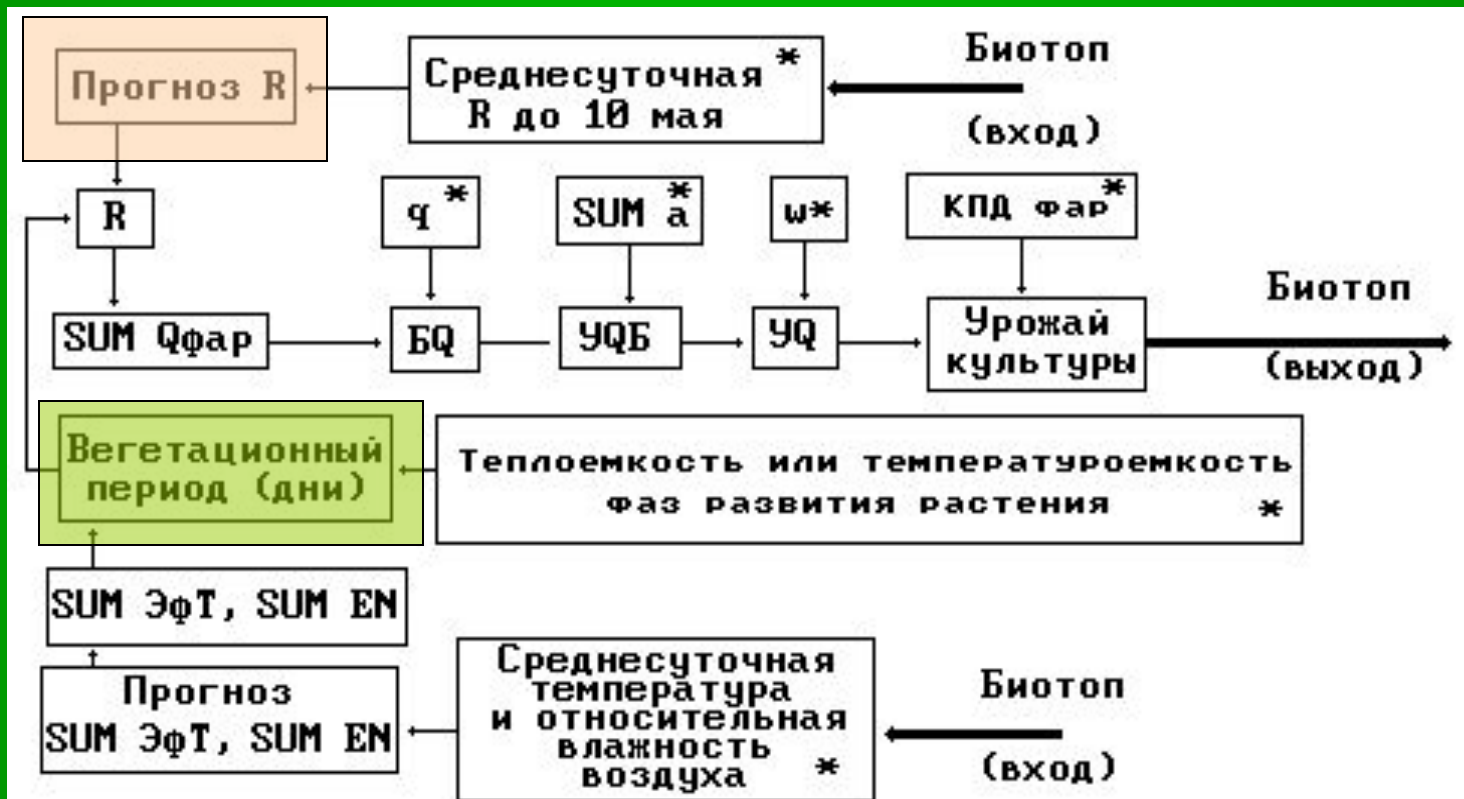 Прогноз R
Среднесуточная *
R до 10 мая
Биотоп
(вход)
R
q *
SUM a *
w*
КПД фар *
SUM Qфар
БQ
УQБ
УQ
Урожай
культуры
Биотоп
(выход)
Вегетационный
период (дни)
Теплоемкость или температуроемкость
фаз развития растения *
SUM ЭфТ, SUM EN
Прогноз
SUM ЭфТ, SUM EN
Среднесуточная
температура
и относительная
влажность
воздуха *
Биотоп
(вход)